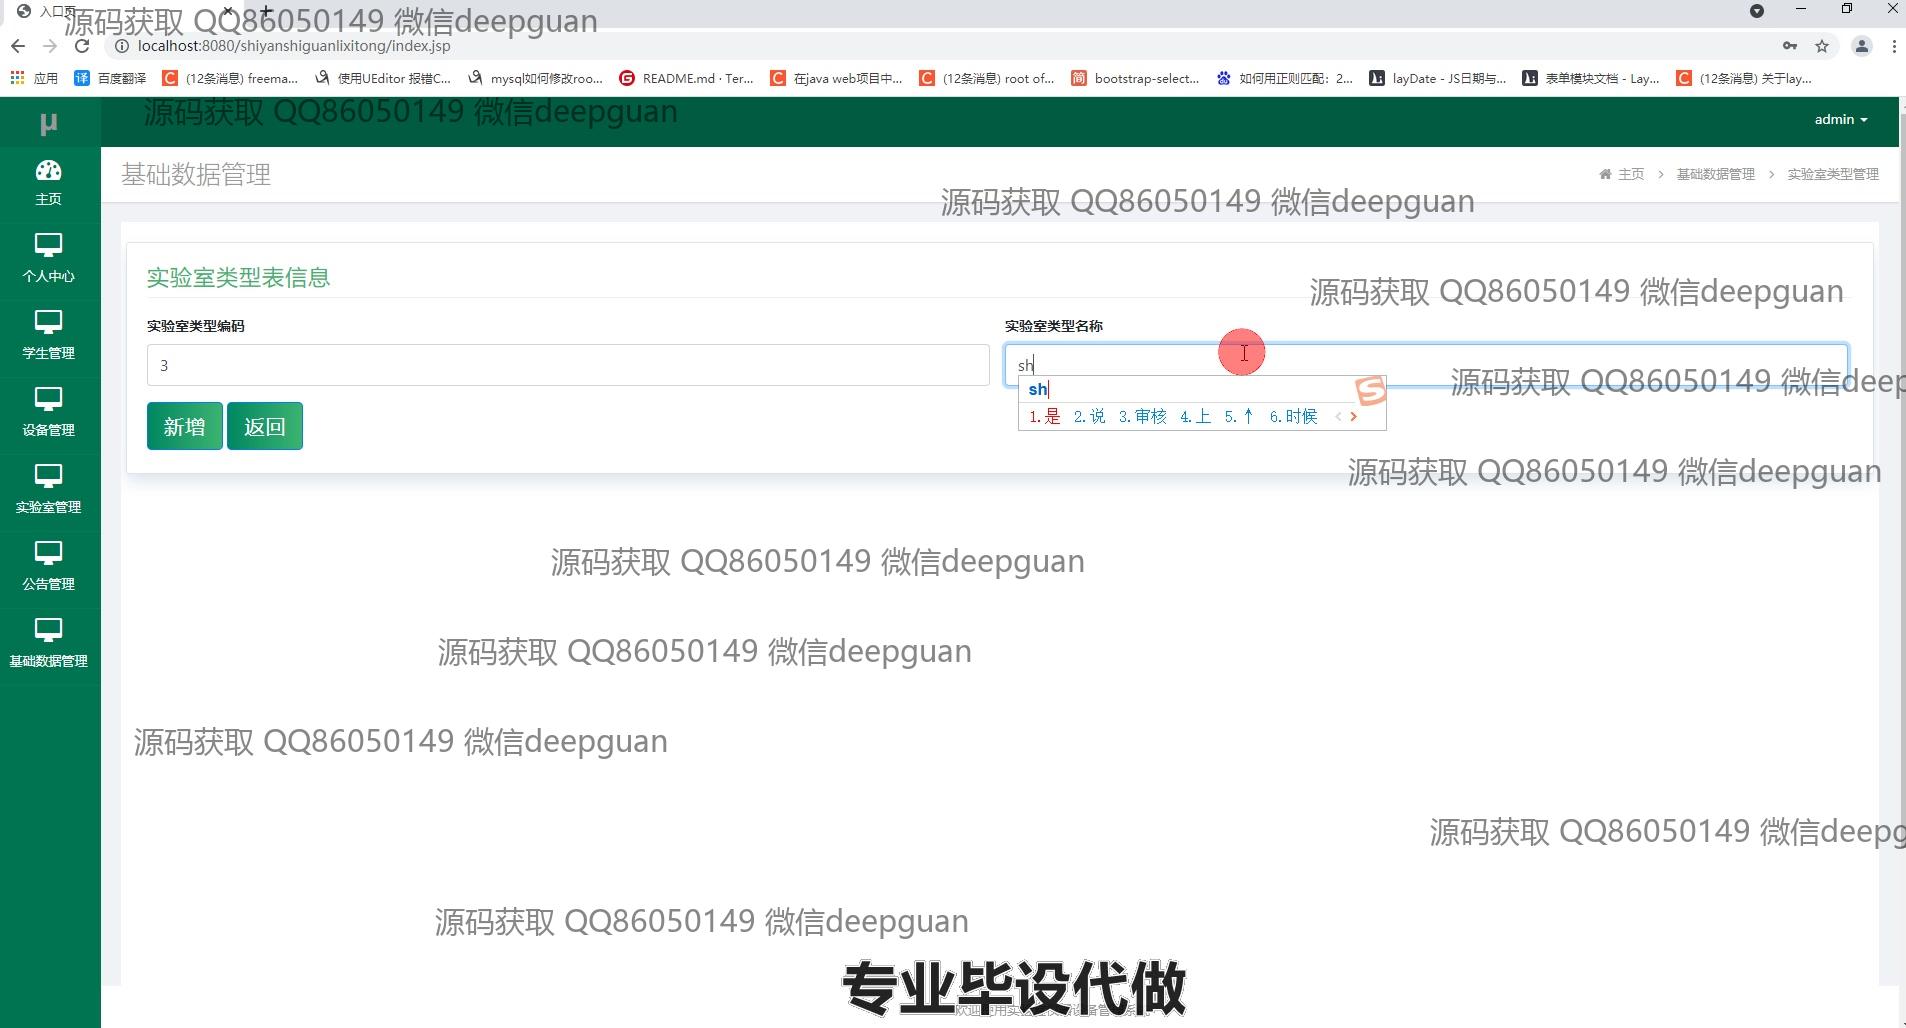 入口页
源码获取 QQ86050149 微信deepguan
localhost:8080/shiyanshiguanlixitong/index.jsp
应用 百度翻译 (12条消息) freema... 使用UEditor 报错C... mysql如何修改roo... README.md · Ter... 在java web项目中... (12条消息) root of... bootstrap-select... 如何用正则匹配：2... layDate - JS日期与... 表单模块文档 - Lay... (12条消息) 关于lay...
μ
源码获取 QQ86050149 微信deepguan
admin
主页
基础数据管理
主页 > 基础数据管理 > 实验室类型管理
源码获取 QQ86050149 微信deepguan
个人中心
实验室类型表信息
源码获取 QQ86050149 微信deepguan
实验室类型编码
实验室类型名称
学生管理
3
sh
源码获取 QQ86050149 微信deep
sh
1.是 2.说 3.审核 4.上 5.↑ 6.时候
新增
返回
设备管理
源码获取 QQ86050149 微信deepguan
实验室管理
源码获取 QQ86050149 微信deepguan
公告管理
源码获取 QQ86050149 微信deepguan
基础数据管理
源码获取 QQ86050149 微信deepguan
源码获取 QQ86050149 微信deepg
源码获取 QQ86050149 微信deepguan
专业毕设代做